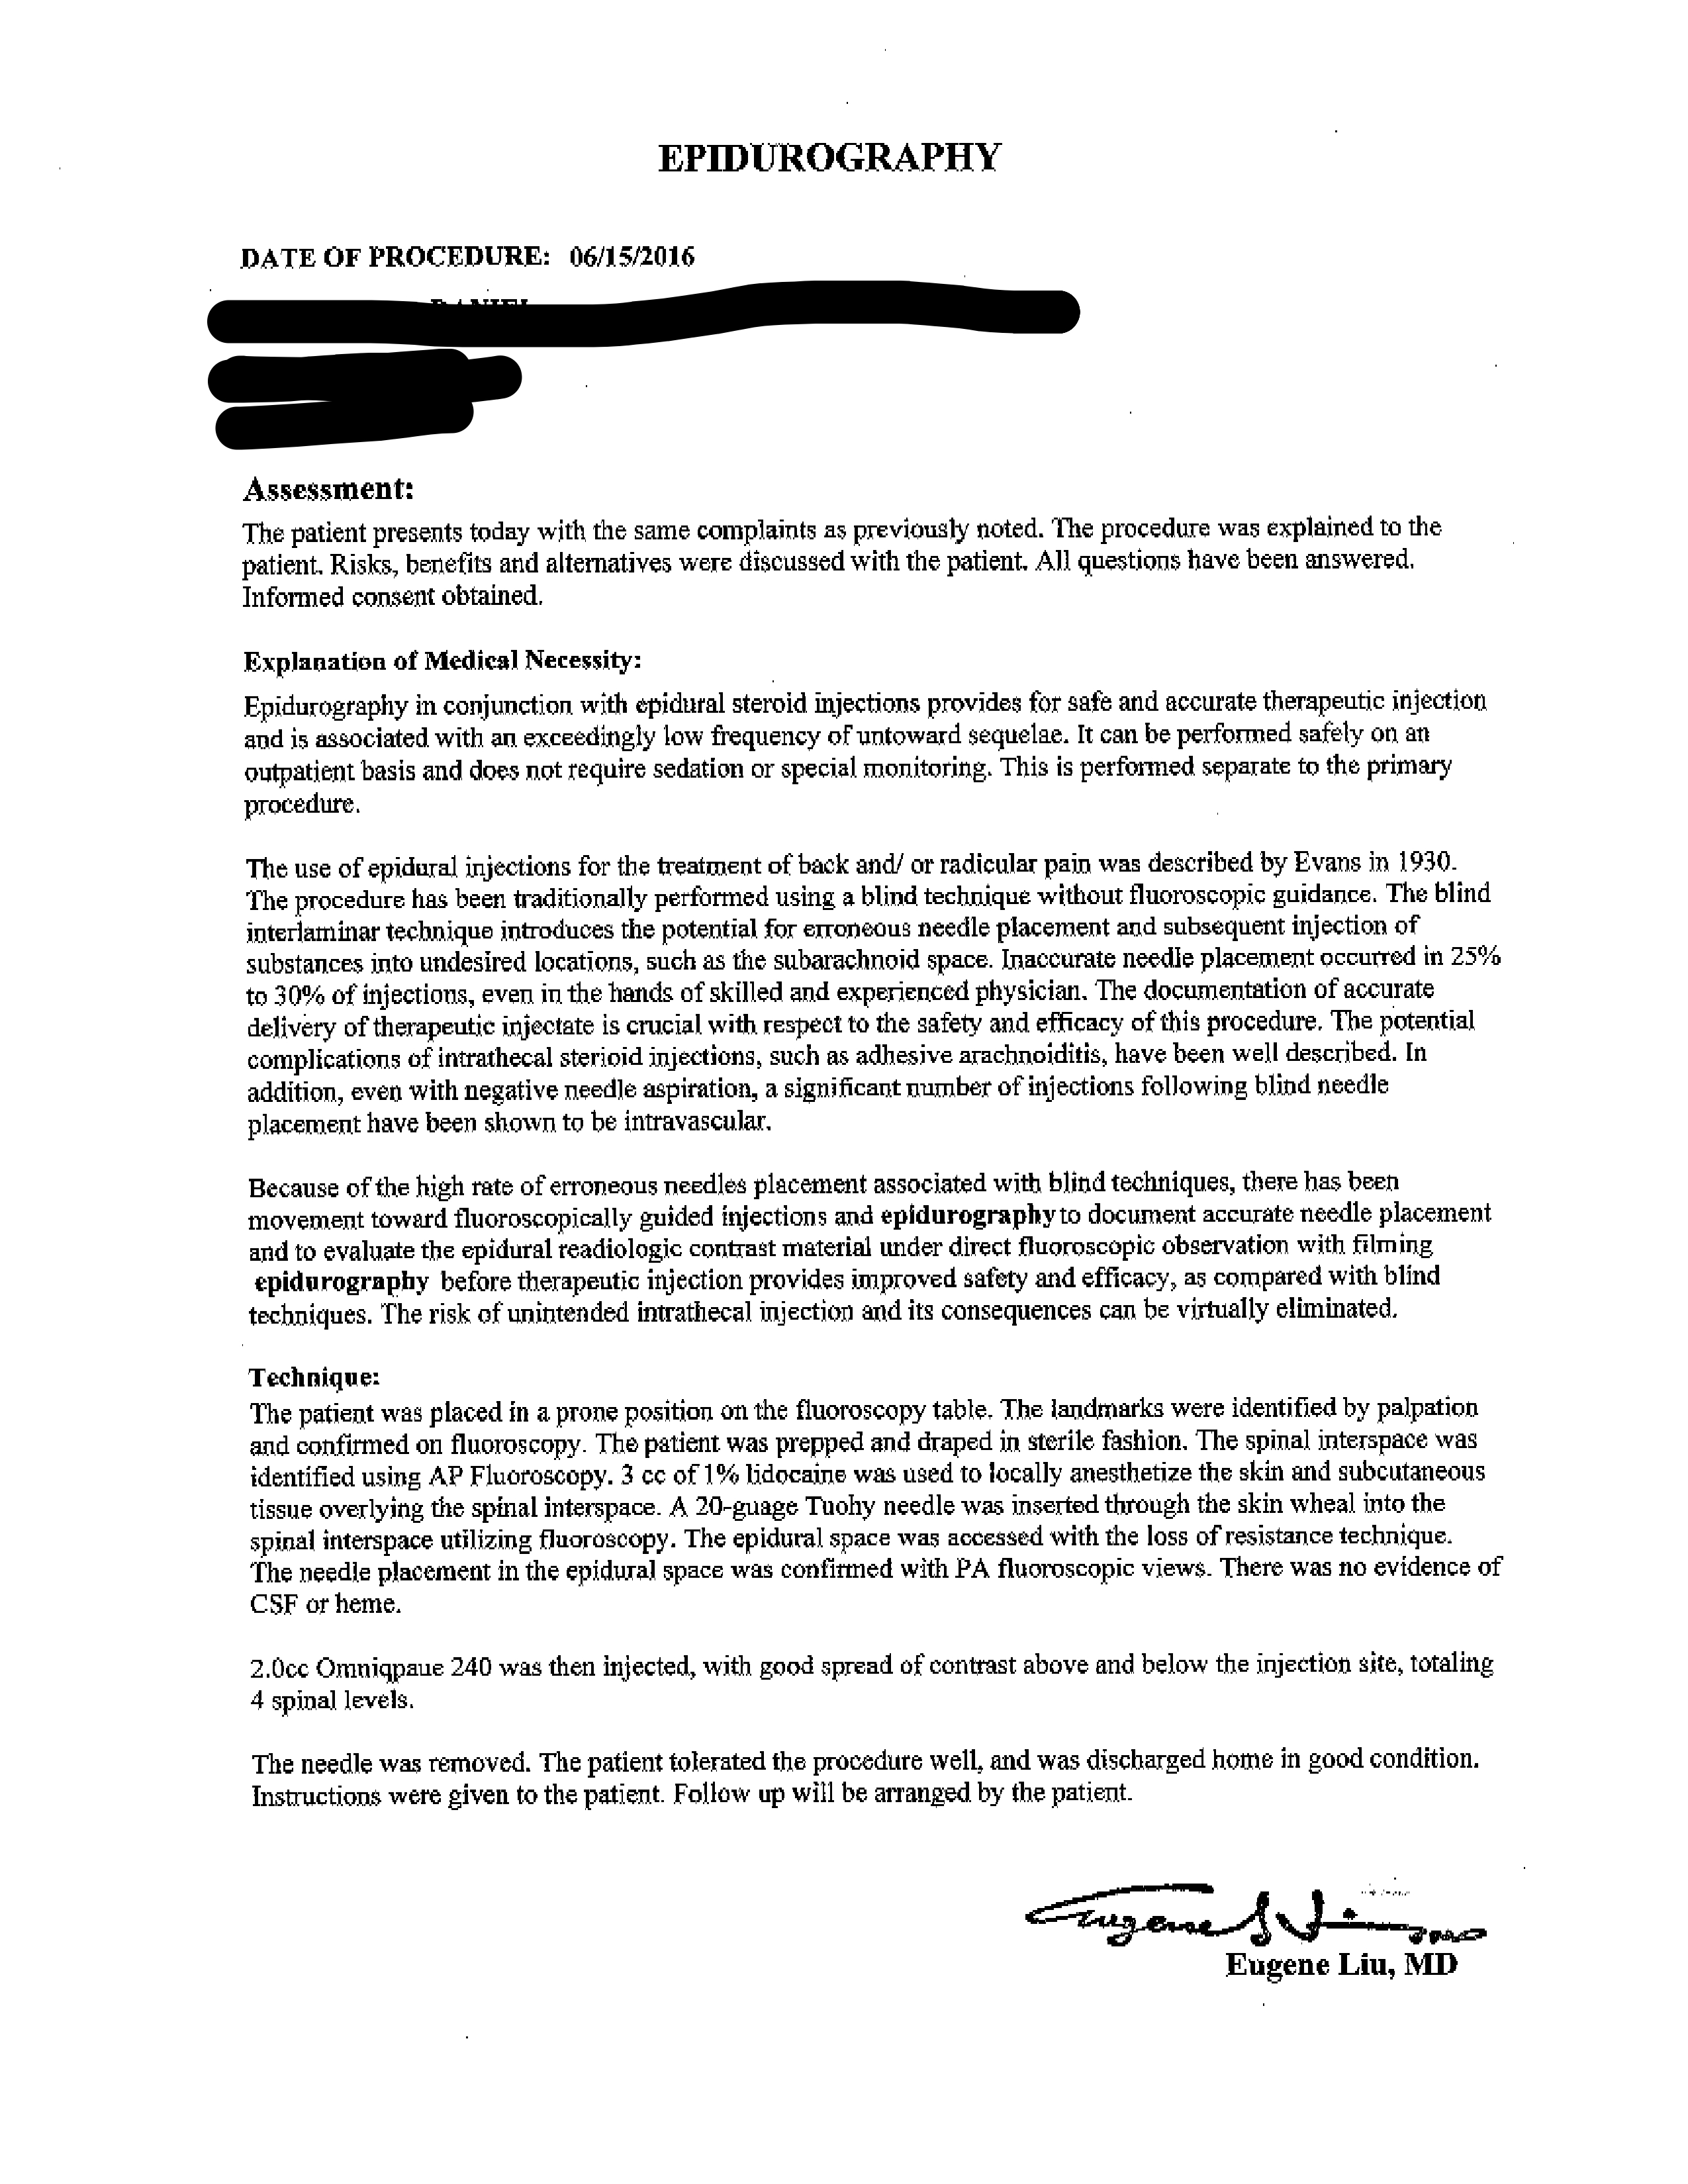 EPIDUROGRAPHY
DATE OF PROCEDURE: 06/15/2016
Assessment:
The patient presents today with the same complaints as previously noted. The procedure was explained to the
patient. Risks, benefits and alternatives were discussed with the patient. All questions have been answered.
Informed consent obtained.
Explanation of Medical Necessity:
Epidurography in conjunction with epidural steroid injections provides for safe and accurate therapeutic injection
and is associated with an exceedingly low frequency of untoward sequelae. It can be performed safely on an
outpatient basis and does not require sedation or special monitoring. This is performed separate to the primary
procedure.
The use of epidural injections for the treatment of back and/ or radicular pain was described by Evans in 1930.
The procedure has been traditionally performed using a blind technique without fluoroscopic guidance. The blind
interlaminar technique introduces the potential for erroneous needle placement and subsequent injection of
substances into undesired locations, such as the subarachnoid space. Inaccurate needle placement occurred in 25%
to 30% of injections, even in the hands of skilled and experienced physician. The documentation of accurate
delivery of therapeutic injectate is crucial with respect to the safety and efficacy of this procedure. The potential
complications of intrathecal sterioid injections, such as adhesive arachnoiditis, have been well described. In
addition, even with negative needle aspiration, a significant number of injections following blind needle
placement have been shown to be intravascular.
Because of the high rate of erroneous needles placement associated with blind techniques, there has been
movement toward fluoroscopically guided injections and epidurography to document accurate needle placement
and to evaluate the epidural readiologic contrast material under direct fluoroscopic observation with filming
epidurography before therapeutic injection provides improved safety and efficacy, as compared with blind
techniques. The risk of unintended intrathecal injection and its consequences can be virtually eliminated.
Technique:
The patient was placed in a prone position on the fluoroscopy table. The landmarks were identified by palpation
and confirmed on fluoroscopy. The patient was prepped and draped in sterile fashion. The spinal interspace was
identified using AP Fluoroscopy. 3 cc of 1% lidocaine was used to locally anesthetize the skin and subcutaneous
tissue overlying the spinal interspace. A 20-guage Tuohy needle was inserted through the skin wheal into the
spinal interspace utilizing fluoroscopy. The epidural space was accessed with the loss of resistance technique.
The needle placement in the epidural space was confirmed with PA fluoroscopic views. There was no evidence of
CSF or heme.
2.0cc Omniqpaue 240 was then injected, with good spread of contrast above and below the injection site, totaling
4 spinal levels.
The needle was removed. The patient tolerated the procedure well, and was discharged home in good condition.
Instructions were given to the patient. Follow up will be arranged by the patient.
Eugene Liu, MD